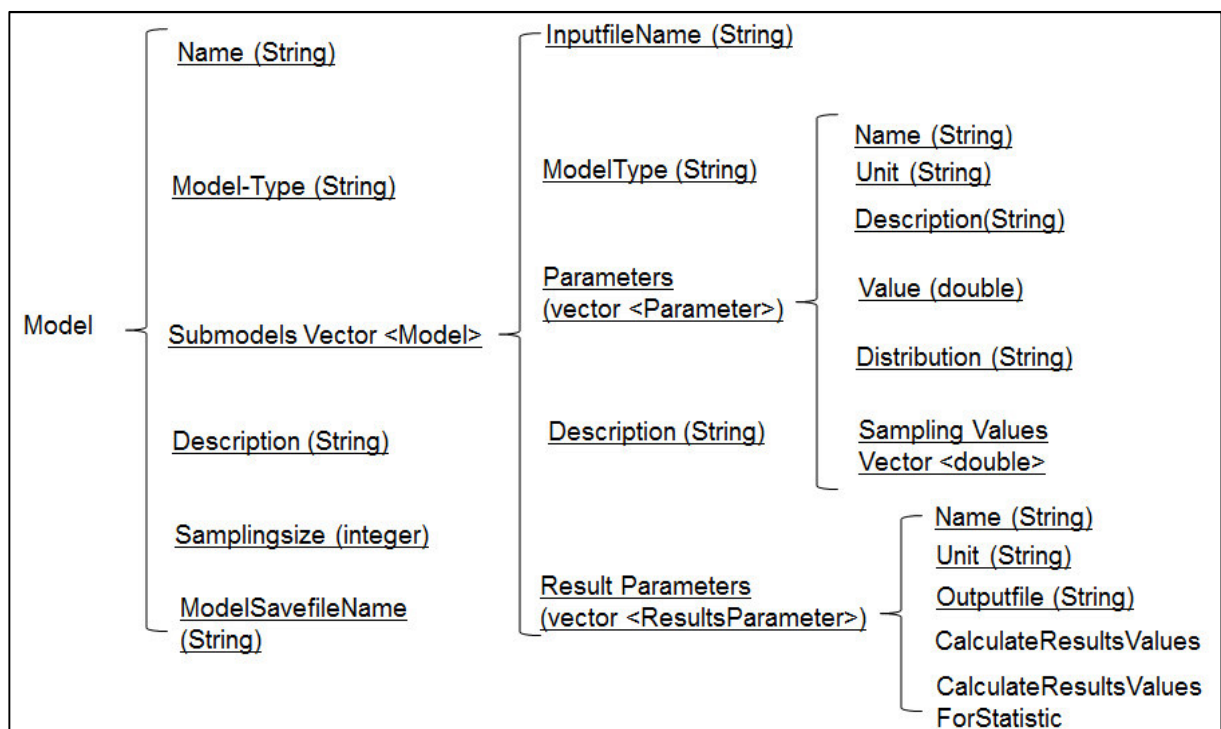 Model
Name (String)
Model-Type (String)
Submodels Vector <Model>
Description (String)
Samplingsize (integer)
ModelSavefileName
(String)
InputfileName (String)
ModelType (String)
Parameters
(vector <Parameter>)
Description (String)
Result Parameters
(vector <ResultsParameter>)
Name (String)
Unit (String)
Description(String)
Value (double)
Distribution (String)
Sampling Values
Vector <double>
Name (String)
Unit (String)
Outputfile (String)
CalculateResultsValues
CalculateResultsValues
ForStatistic